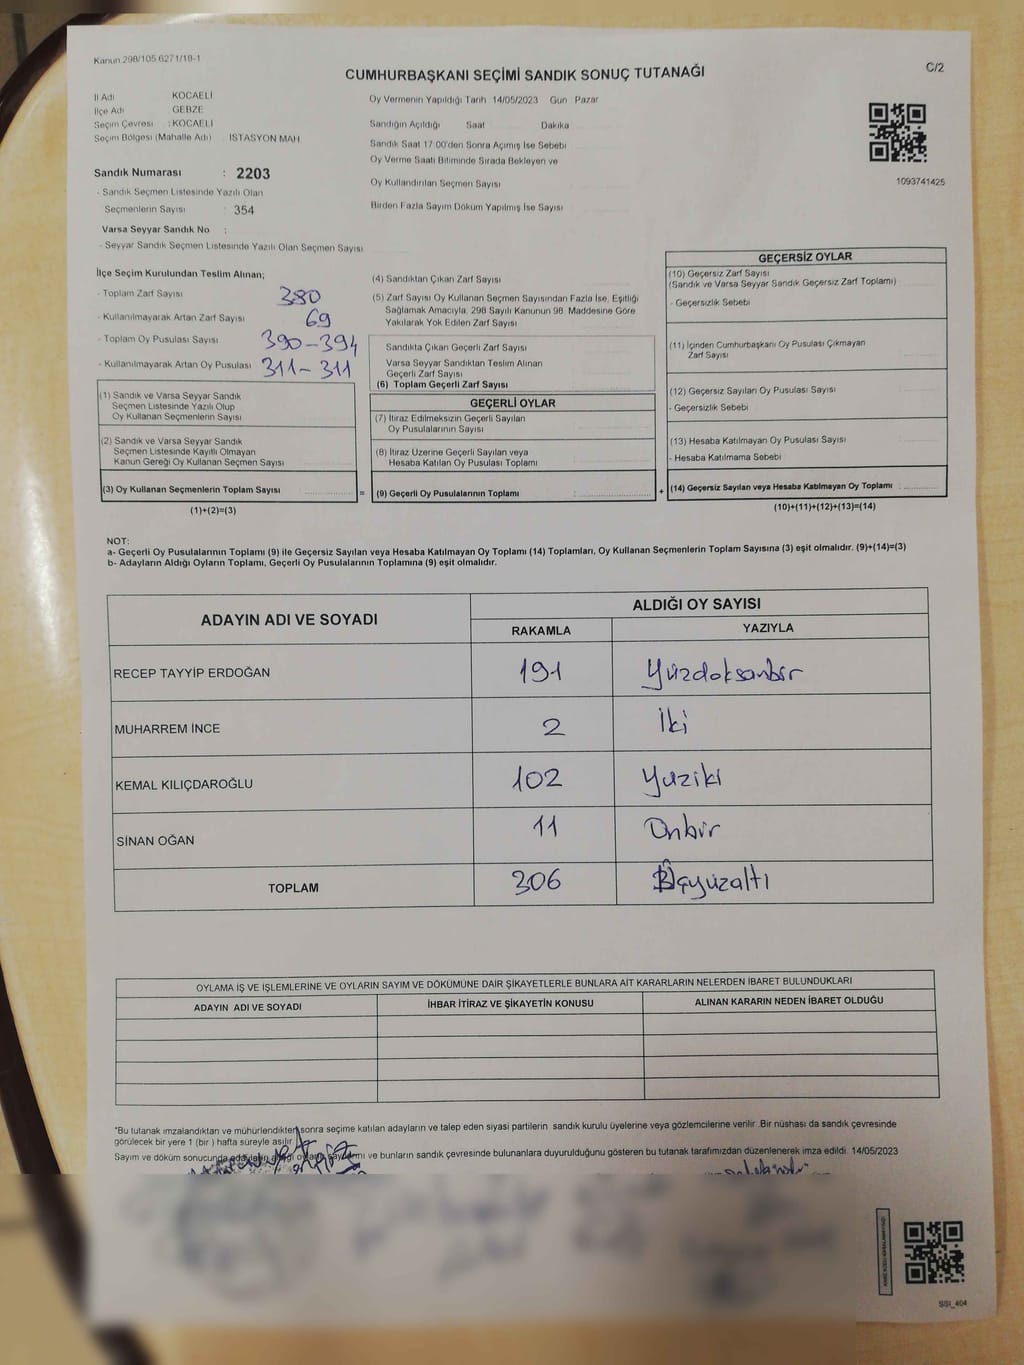 Kanun 298/105 6271/19-1
CUMHURBAŞKANI SEÇİMİ SANDIK SONUÇ TUTANAĞI
C/2
İl Adı KOCAELİ
İlçe Adı GEBZE
Seçim Çevresi : KOCAELİ
Seçim Bölgesi (Mahalle Adı) İSTASYON MAH
Oy Vermenin Yapıldığı Tarih 14/05/2023 Gün Pazar
Sandığın Açıldığı Saat Dakika
Sandık Saat 17:00'den Sonra Açımış İse Sebebi
Oy Verme Saati Bitiminde Sırada Bekleyen ve
Oy Kullandırılan Seçmen Sayısı
Birden Fazla Sayım Döküm Yapılmış İse Sayısı
1093741425
Sandık Numarası : 2203
- Sandık Seçmen Listesinde Yazılı Olan
Seçmenlerin Sayısı : 354
Varsa Seyyar Sandık No :
- Seyyar Sandık Seçmen Listesinde Yazılı Olan Seçmen Sayısı
İlçe Seçim Kurulundan Teslim Alınan;
- Toplam Zarf Sayısı 380
- Kullanılmayarak Artan Zarf Sayısı 69
- Toplam Oy Pusulası Sayısı 390-394
- Kullanılmayarak Artan Oy Pusulası 311-311
(1) Sandık ve Varsa Seyyar Sandık
Seçmen Listesinde Yazılı Olup
Oy Kullanan Seçmenlerin Sayısı
(2) Sandık ve Varsa Seyyar Sandık
Seçmen Listesinde Kayıtlı Olmayan
Kanun Gereği Oy Kullanan Seçmen Sayısı
(3) Oy Kullanan Seçmenlerin Toplam Sayısı
(1)+(2)=(3)
=
(4) Sandıktan Çıkan Zarf Sayısı
(5) Zarf Sayısı Oy Kullanan Seçmen Sayısından Fazla İse, Eşitliği
Sağlamak Amacıyla, 298 Sayılı Kanunun 98. Maddesine Göre
Yakılarak Yok Edilen Zarf Sayısı
Sandıkta Çıkan Geçerli Zarf Sayısı
Varsa Seyyar Sandıktan Teslim Alınan
Geçerli Zarf Sayısı
(6) Toplam Geçerli Zarf Sayısı
GEÇERLİ OYLAR
(7) İtiraz Edilmeksizin Geçerli Sayılan
Oy Pusulalarının Sayısı
(8) İtiraz Üzerine Geçerli Sayılan veya
Hesaba Katılan Oy Pusulası Toplamı
(9) Geçerli Oy Pusulalarının Toplamı :
+
GEÇERSİZ OYLAR
(10) Geçersiz Zarf Sayısı
(Sandık ve Varsa Seyyar Sandık Geçersiz Zarf Toplamı)
- Geçersizlik Sebebi
(11) İçinden Cumhurbaşkanı Oy Pusulası Çıkmayan
Zarf Sayısı
(12) Geçersiz Sayılan Oy Pusulası Sayısı
- Geçersizlik Sebebi
(13) Hesaba Katılmayan Oy Pusulası Sayısı
- Hesaba Katılmama Sebebi
(14) Geçersiz Sayılan veya Hesaba Katılmayan Oy Toplamı :
(10)+(11)+(12)+(13)=(14)
NOT:
a- Geçerli Oy Pusulalarının Toplamı (9) ile Geçersiz Sayılan veya Hesaba Katılmayan Oy Toplamı (14) Toplamları, Oy Kullanan Seçmenlerin Toplam Sayısına (3) eşit olmalıdır. (9)+(14)=(3)
b- Adayların Aldığı Oyların Toplamı, Geçerli Oy Pusulalarının Toplamına (9) eşit olmalıdır.
ADAYIN ADI VE SOYADI
ALDIĞI OY SAYISI
RAKAMLA YAZIYLA
RECEP TAYYİP ERDOĞAN 191 Yüzdoksanbir
MUHARREM İNCE 2 İki
KEMAL KILIÇDAROĞLU 102 Yüziki
SİNAN OĞAN 11 Onbir
TOPLAM 306 Üçyüzaltı
OYLAMA İŞ VE İŞLEMLERİNE VE OYLARIN SAYIM VE DÖKÜMÜNE DAİR ŞİKAYETLERLE BUNLARA AİT KARARLARIN NELERDEN İBARET BULUNDUKLARI
ADAYIN ADI VE SOYADI İHBAR İTİRAZ VE ŞİKAYETİN KONUSU ALINAN KARARIN NEDEN İBARET OLDUĞU
"Bu tutanak imzalandıktan ve mühürlendikten sonra seçime katılan adayların ve talep eden siyasi partilerin sandık kurulu üyelerine veya gözlemcilerine verilir .Bir nüshası da sandık çevresinde
görülecek bir yere 1 (bir ) hafta süreyle asılır.
Sayım ve döküm sonucunda ve bunların sandık çevresinde bulunanlara duyurulduğunu gösteren bu tutanak tarafımızdan düzenlenerek imza edildi. 14/05/2023
SSI_404